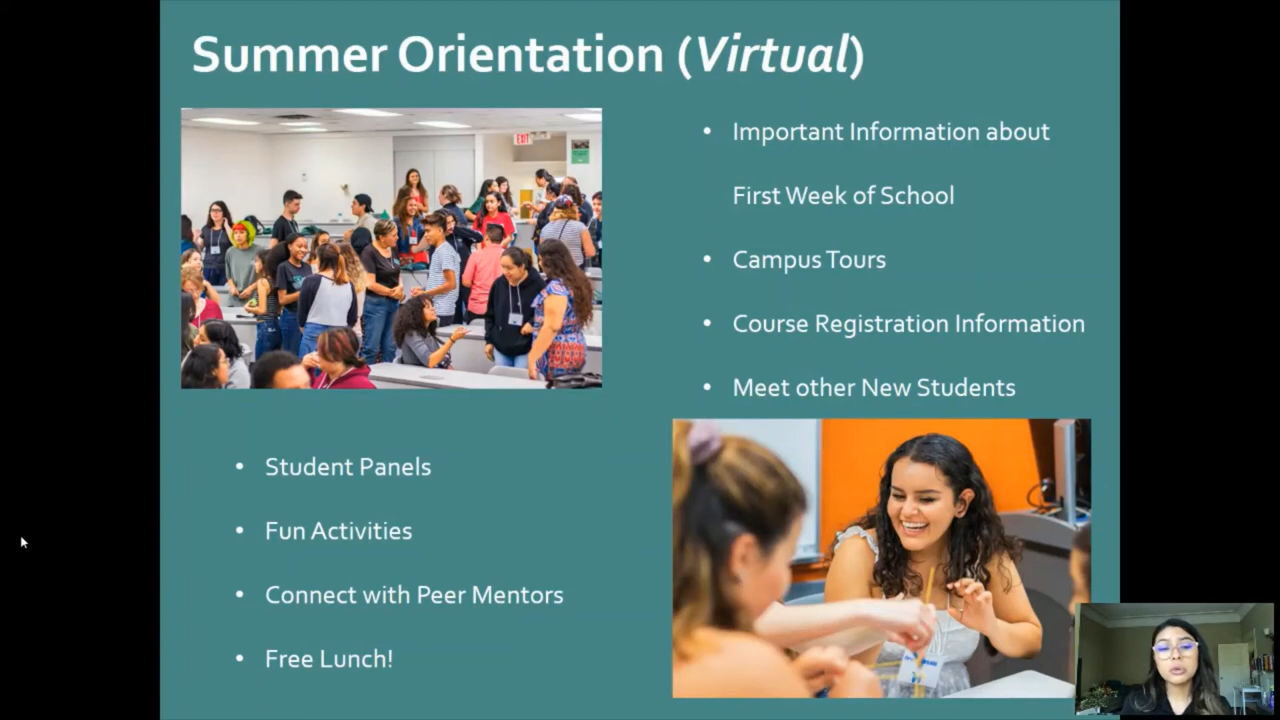 Summer Orientation (Virtual)
EXIT
• Important Information about
First Week of School
• Campus Tours
• Course Registration Information
• Meet other New Students
• Student Panels
• Fun Activities
• Connect with Peer Mentors
• Free Lunch!